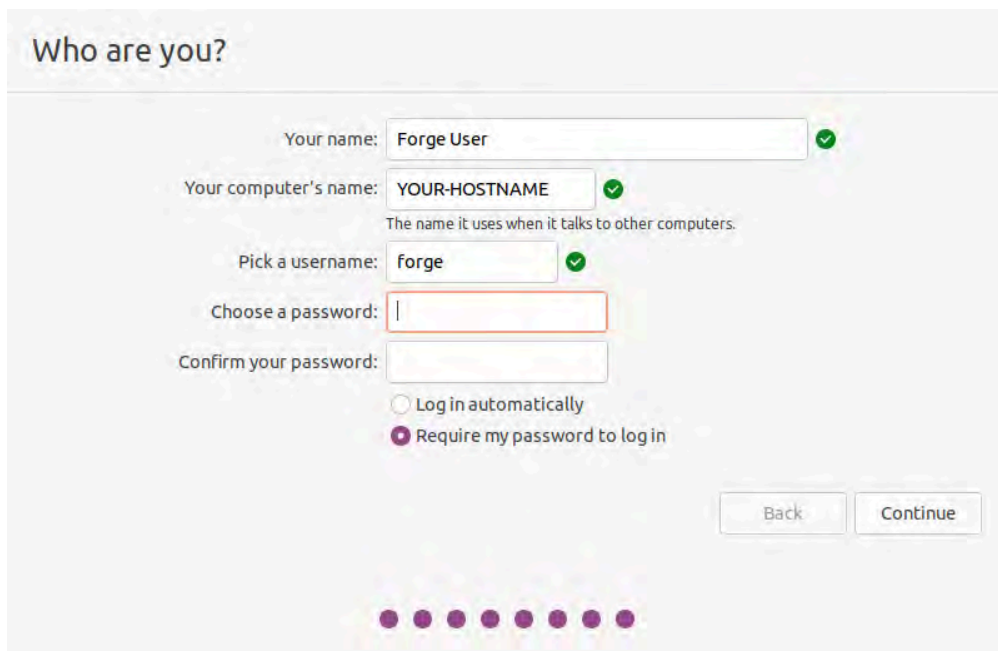 Who are you?
Your name: Forge User
Your computer's name: YOUR-HOSTNAME
The name it uses when it talks to other computers.
Pick a username: forge
Choose a password:
Confirm your password:
Log in automatically
Require my password to log in
Back Continue